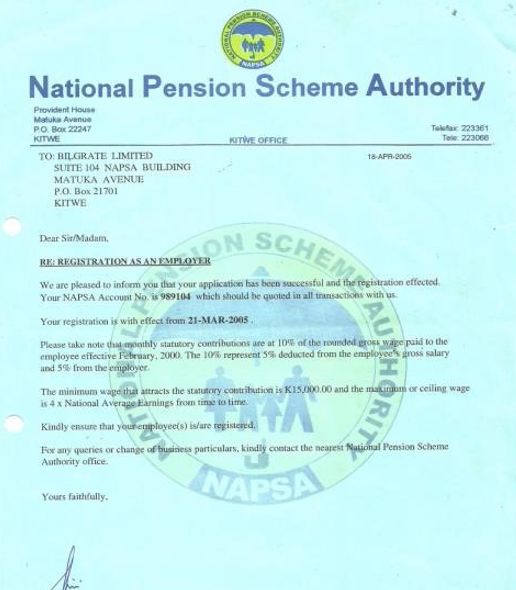 NATIONAL PENSION SCHEME AUTHORITY
NAPSA
National Pension Scheme Authority
Provident House
Matuka Avenue
P.O. Box 22247
KITWE
Telefax: 223361
Tele: 223066
KITWE OFFICE
TO: BILGRATE LIMITED
SUITE 104 NAPSA BUILDING
MATUKA AVENUE
P.O. Box 21701
KITWE
18-APR-2005
Dear Sir/Madam,
RE: REGISTRATION AS AN EMPLOYER
We are pleased to inform you that your application has been successful and the registration effected.
Your NAPSA Account No. is 989104 which should be quoted in all transactions with us.
Your registration is with effect from 21-MAR-2005 .
Please take note that monthly statutory contributions are at 10% of the rounded gross wage paid to the
employee effective February, 2000. The 10% represent 5% deducted from the employee's gross salary
and 5% from the employer.
The minimum wage that attracts the statutory contribution is K15,000.00 and the maximum or ceiling wage
is 4 x National Average Earnings from time to time.
Kindly ensure that your employee(s) is/are registered.
For any queries or change of business particulars, kindly contact the nearest National Pension Scheme
Authority office.
Yours faithfully,
NATIONAL PENSION SCHEME AUTHORITY
NAPSA